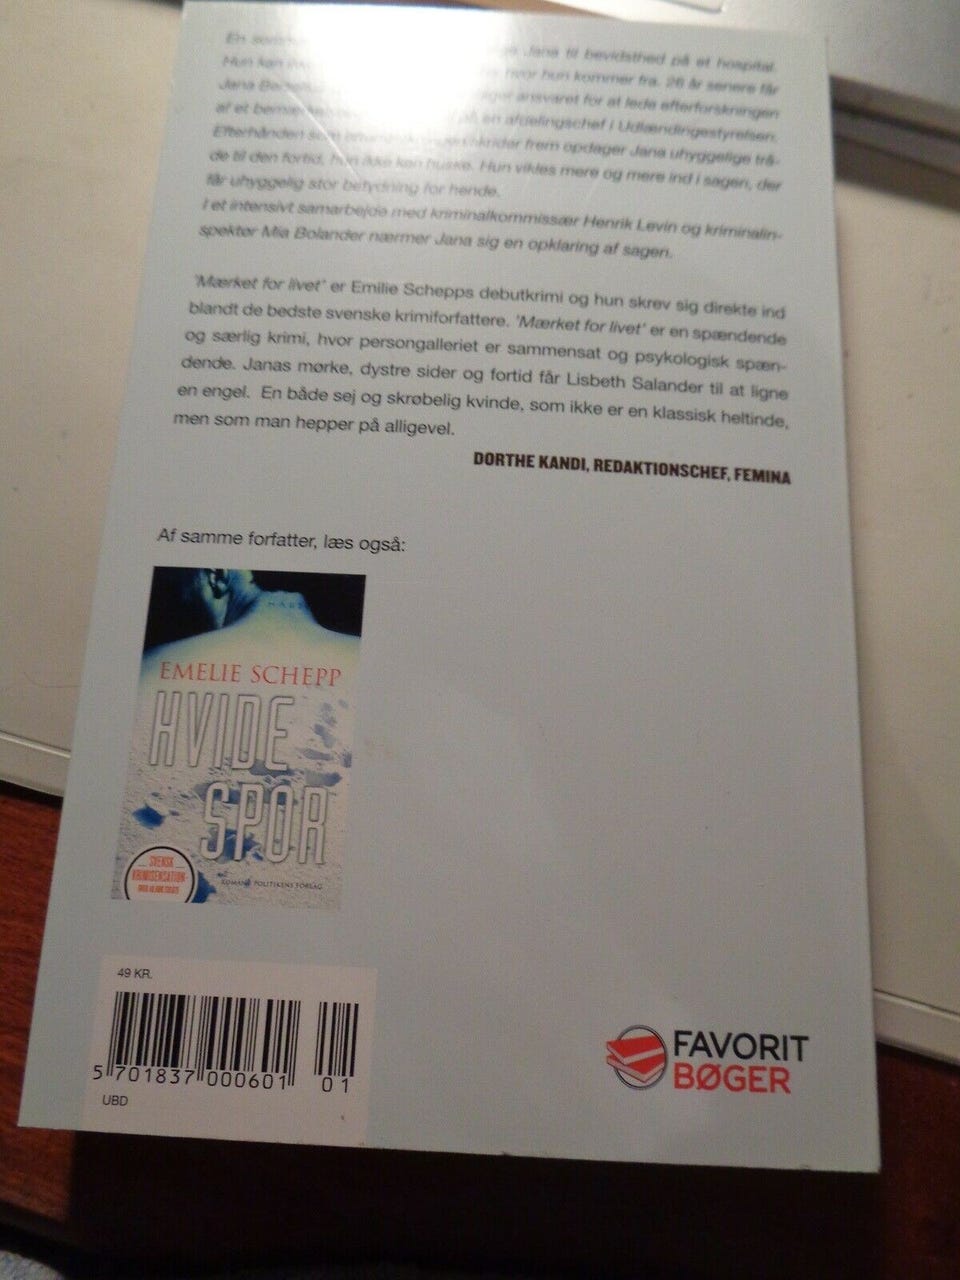 En somm Jana til bevidsthed på et hospital.
Hun kan hvor hun kommer fra. 26 år senere får
Jana ansvaret for at lede efterforskningen
af et på en afdelingschef i Udlændingestyrelsen.
Efterhånden som skrider frem opdager Jana uhyggelige trå-
de til den fortid, hun ikke kan huske. Hun vikles mere og mere ind i sagen, der
får uhyggelig stor betydning for hende.
I et intensivt samarbejde med kriminalkommissær Henrik Levin og kriminalin-
spektør Mia Bolander nærmer Jana sig en opklaring af sagen.
'Mærket for livet' er Emilie Schepps debutkrimi og hun skrev sig direkte ind
blandt de bedste svenske krimiforfattere. 'Mærket for livet' er en spændende
og særlig krimi, hvor persongalleriet er sammensat og psykologisk spæn-
dende. Janas mørke, dystre sider og fortid får Lisbeth Salander til at ligne
en engel. En både sej og skrøbelig kvinde, som ikke er en klassisk heltinde,
men som man hepper på alligevel.
DORTHE KANDI, REDAKTIONSCHEF, FEMINA
Af samme forfatter, læs også:
EMELIE SCHEPP
HVIDE
SPOR
SVENSK
KRIMISENSATION
ROMAN POLITIKENS FORLAG
49 KR.
5 701837 000601 01
UBD
FAVORIT
BØGER